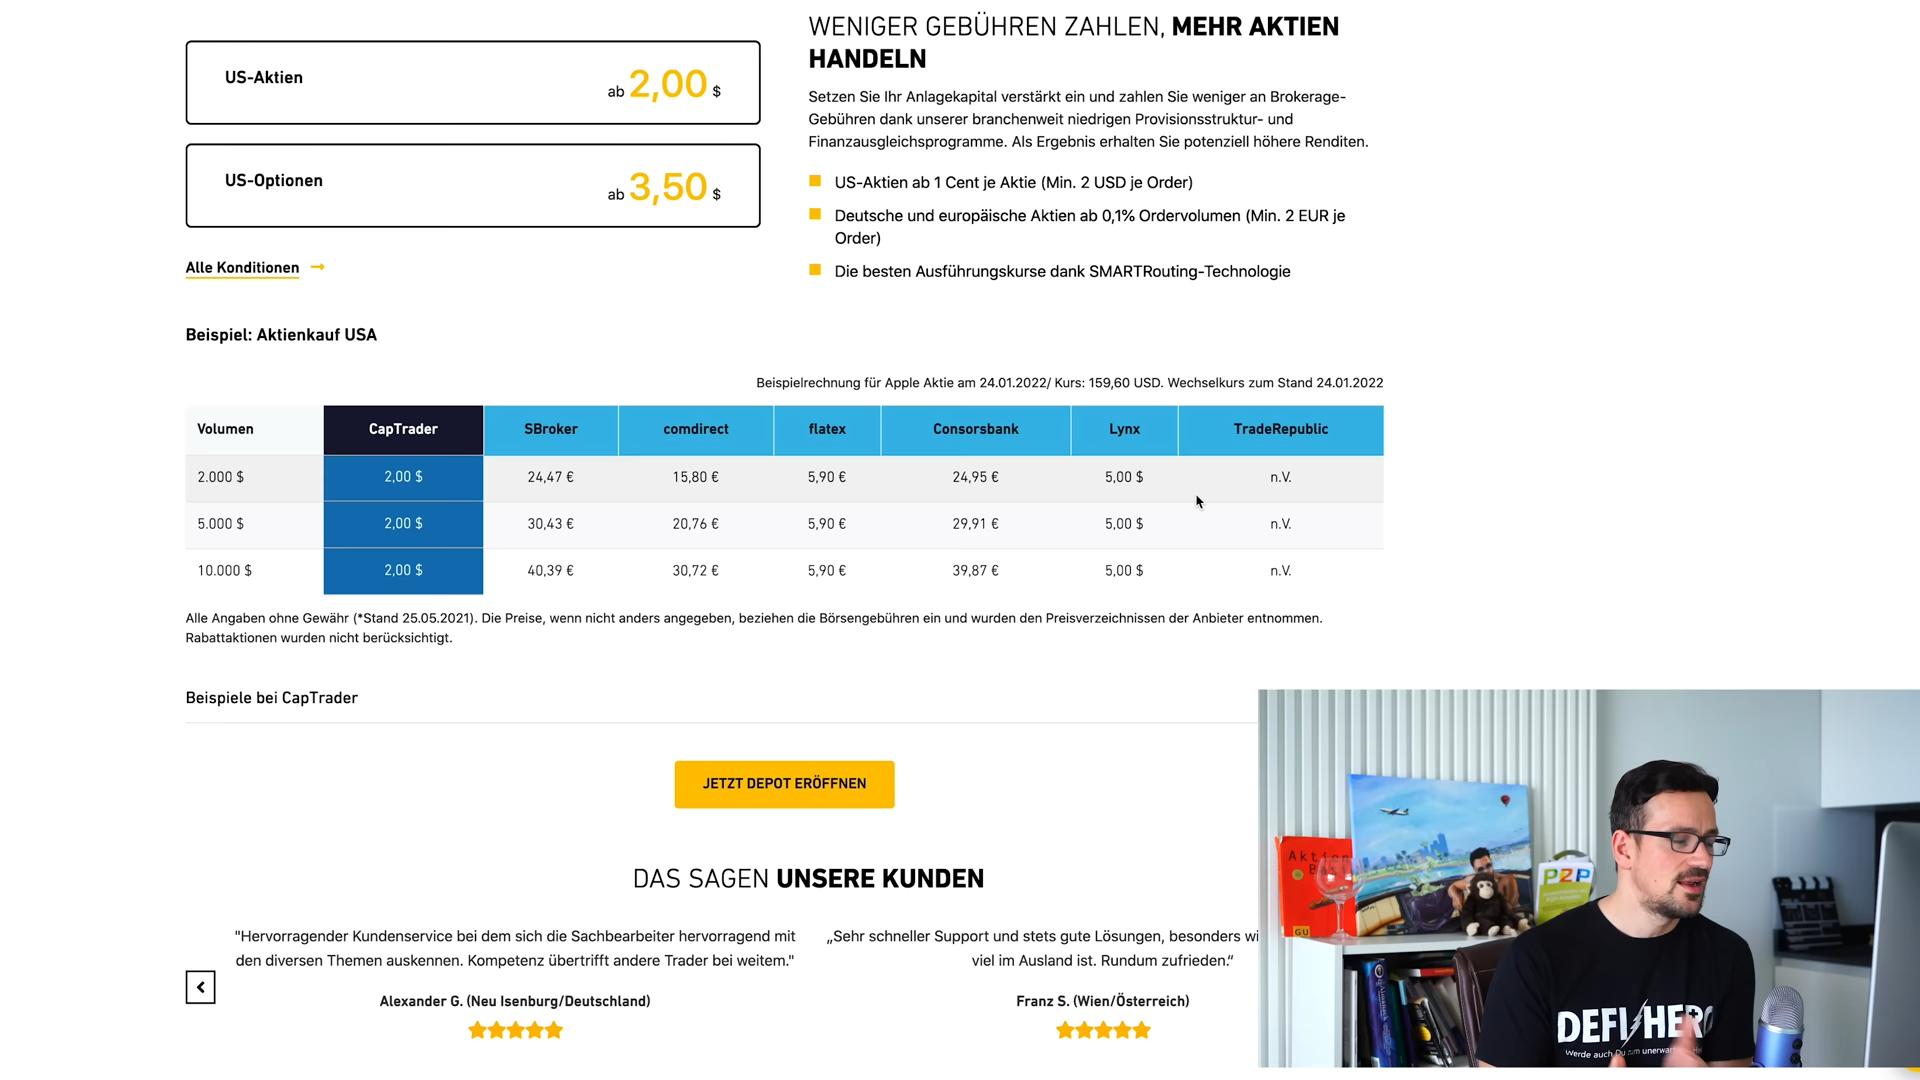 US-Aktien
ab 2,00 $
US-Optionen
ab 3,50 $
Alle Konditionen
WENIGER GEBÜHREN ZAHLEN, MEHR AKTIEN
HANDELN
Setzen Sie Ihr Anlagekapital verstärkt ein und zahlen Sie weniger an Brokerage-
Gebühren dank unserer branchenweit niedrigen Provisionsstruktur- und
Finanzausgleichsprogramme. Als Ergebnis erhalten Sie potenziell höhere Renditen.
US-Aktien ab 1 Cent je Aktie (Min. 2 USD je Order)
Deutsche und europäische Aktien ab 0,1% Ordervolumen (Min. 2 EUR je
Order)
Die besten Ausführungskurse dank SMARTRouting-Technologie
Beispiel: Aktienkauf USA
Beispielrechnung für Apple Aktie am 24.01.2022/ Kurs: 159,60 USD. Wechselkurs zum Stand 24.01.2022
Volumen CapTrader SBroker comdirect flatex Consorsbank Lynx TradeRepublic
2.000 $ 2,00 $ 24,47 € 15,80 € 5,90 € 24,95 € 5,00 $ n.V.
5.000 $ 2,00 $ 30,43 € 20,76 € 5,90 € 29,91 € 5,00 $ n.V.
10.000 $ 2,00 $ 40,39 € 30,72 € 5,90 € 39,87 € 5,00 $ n.V.
Alle Angaben ohne Gewähr (*Stand 25.05.2021). Die Preise, wenn nicht anders angegeben, beziehen die Börsengebühren ein und wurden den Preisverzeichnissen der Anbieter entnommen.
Rabattaktionen wurden nicht berücksichtigt.
Beispiele bei CapTrader
JETZT DEPOT ERÖFFNEN
DAS SAGEN UNSERE KUNDEN
"Hervorragender Kundenservice bei dem sich die Sachbearbeiter hervorragend mit
den diversen Themen auskennen. Kompetenz übertrifft andere Trader bei weitem."
Alexander G. (Neu Isenburg/Deutschland)
„Sehr schneller Support und stets gute Lösungen, besonders wi
viel im Ausland ist. Rundum zufrieden.“
Franz S. (Wien/Österreich)
GU
P2P
DEFI HERO
Werde auch Du zum